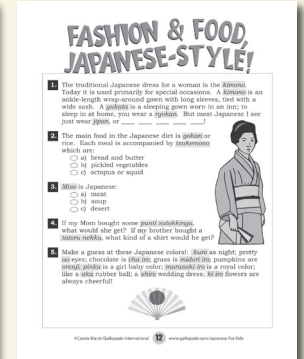 FASHION & FOOD,
JAPANESE-STYLE!
1. The traditional Japanese dress for a woman is the kimono.
Today it is used primarily for special occasions. A kimono is an
ankle-length wrap-around gown with long sleeves, tied with a
wide sash. A yukata is a sleeping gown worn in an inn; to
sleep in at home, you wear a ryokan. But most Japanese I see
just wear jipan, or __ __ __ __ __!
2. The main food in the Japanese diet is gohan or
rice. Each meal is accompanied by tsukemono
which are:
a) bread and butter
b) pickled vegetables
c) octopus or squid
3. Miso is Japanese:
a) meat
b) soup
c) desert
4. If my Mom bought some panti sutokkingu,
what would she get? If my brother bought a
tatoru nekku, what kind of shirt would he get?
5. Make a guess at these Japanese colors!: kuro as night; pretty
ao eyes; chocolate is cha iro, grass is midori iro; pumpkins are
orenji; pinku is a girl baby color; murasaki iro is a royal color;
like a aka rubber ball; a shiro wedding dress; ki iro flowers are
always cheerful!
©Carole Marsh/Gallopade International 12 www.gallopade.com/Japanese For Kids